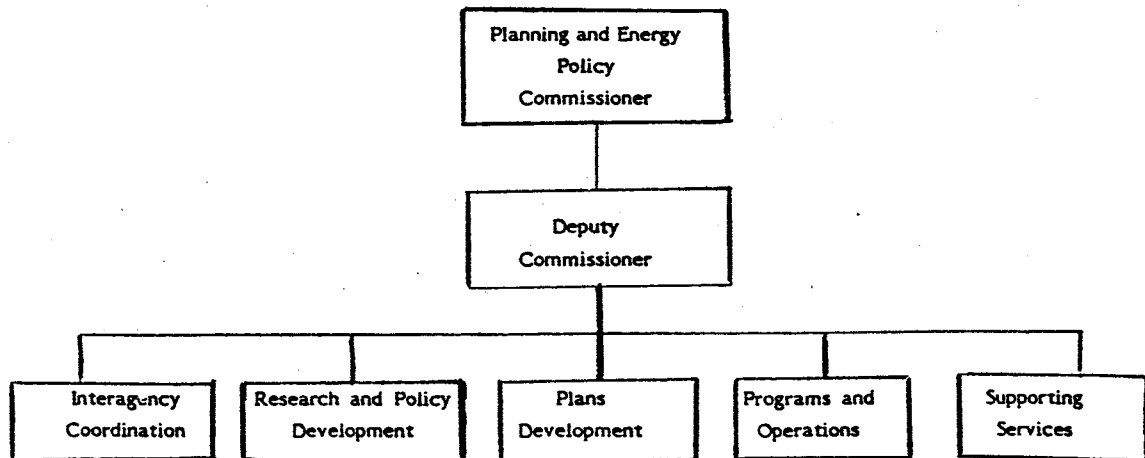 Planning and Energy
Policy
Commissioner
Deputy
Commissioner
Interagency
Coordination
Research and Policy
Development
Plans
Development
Programs and
Operations
Supporting
Services